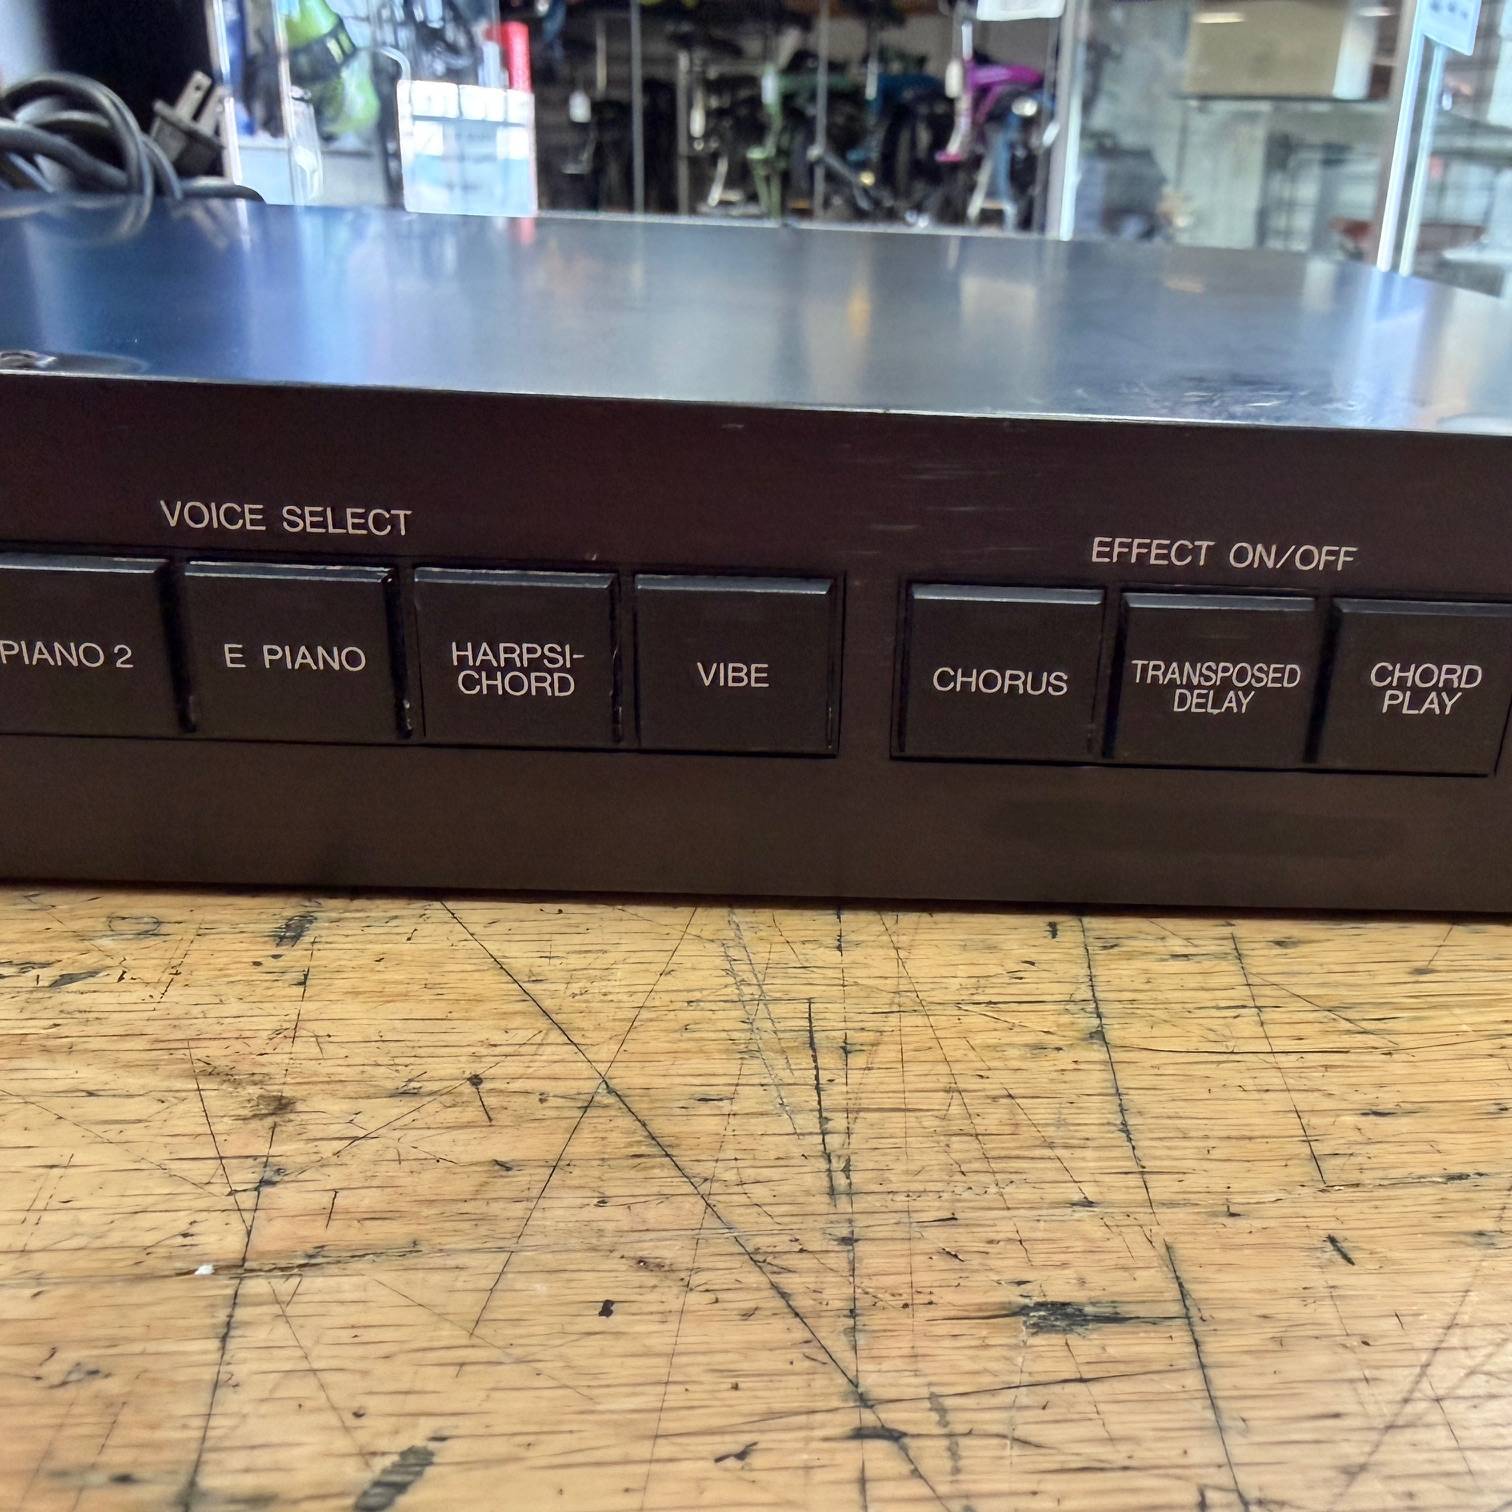 VOICE SELECT
PIANO 2
E PIANO
HARPSI-
CHORD
VIBE
EFFECT ON/OFF
CHORUS
TRANSPOSED
DELAY
CHORD
PLAY